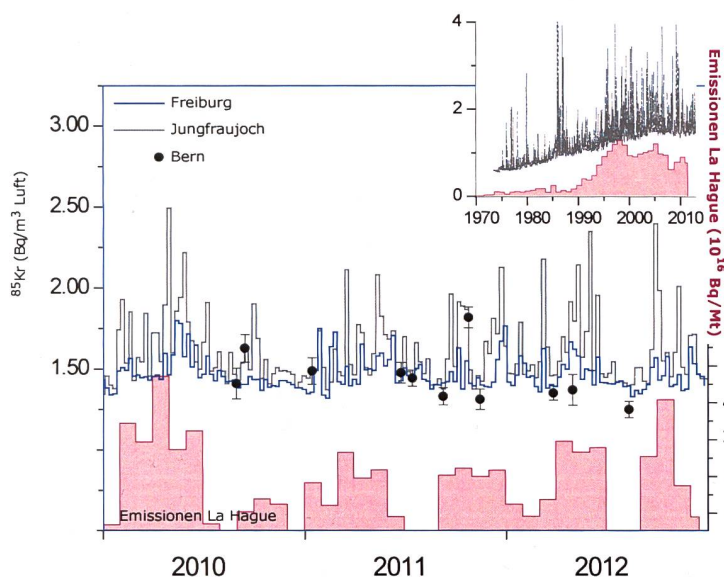 4
2
0
1970
1980
1990
2000
2010
Emissionen La Hague (10¹⁶ Bq/Mt)
Freiburg
Jungfraujoch
Bern
3.00
2.50
2.00
1.50
⁸⁵Kr (Bq/m³ Luft)
Emissionen La Hague
2010
2011
2012